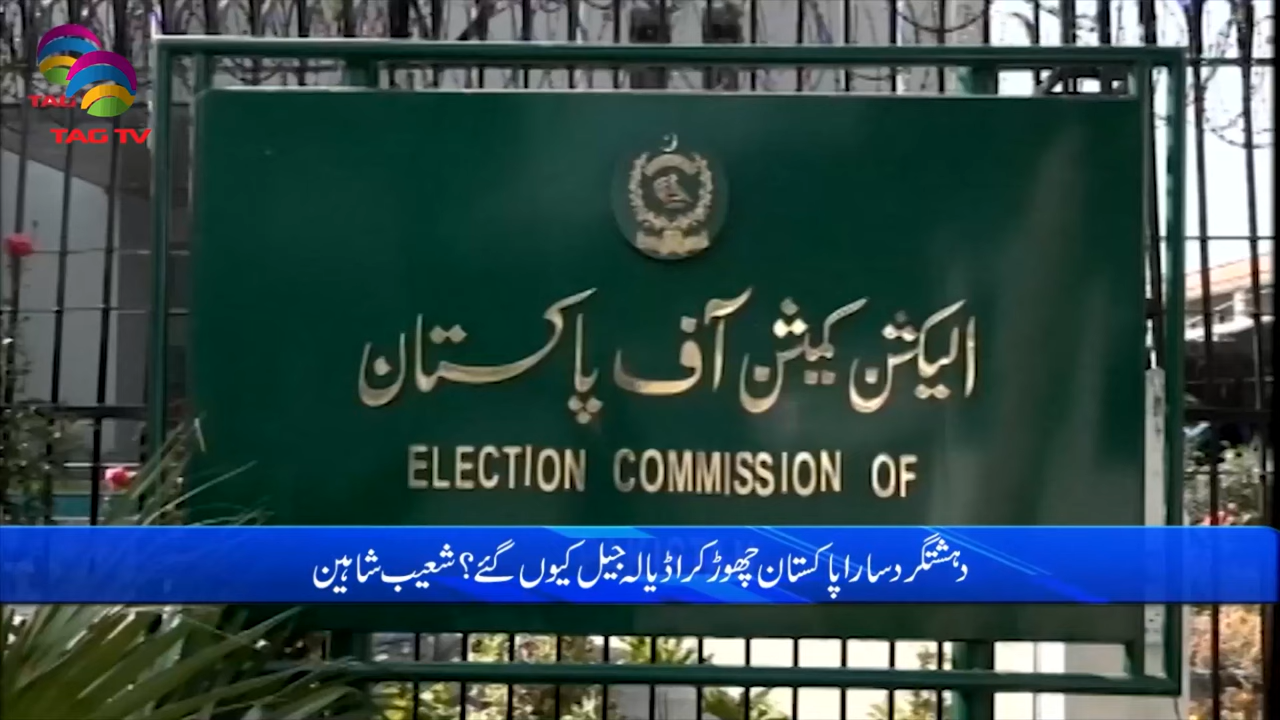 TAG
TAG TV
الیکشن کمیشن آف پاکستان
ELECTION COMMISSION OF
دہشتگرد سارا پاکستان چھوڑ کر اڈیالہ جیل کیوں گئے؟ شعیب شاہین